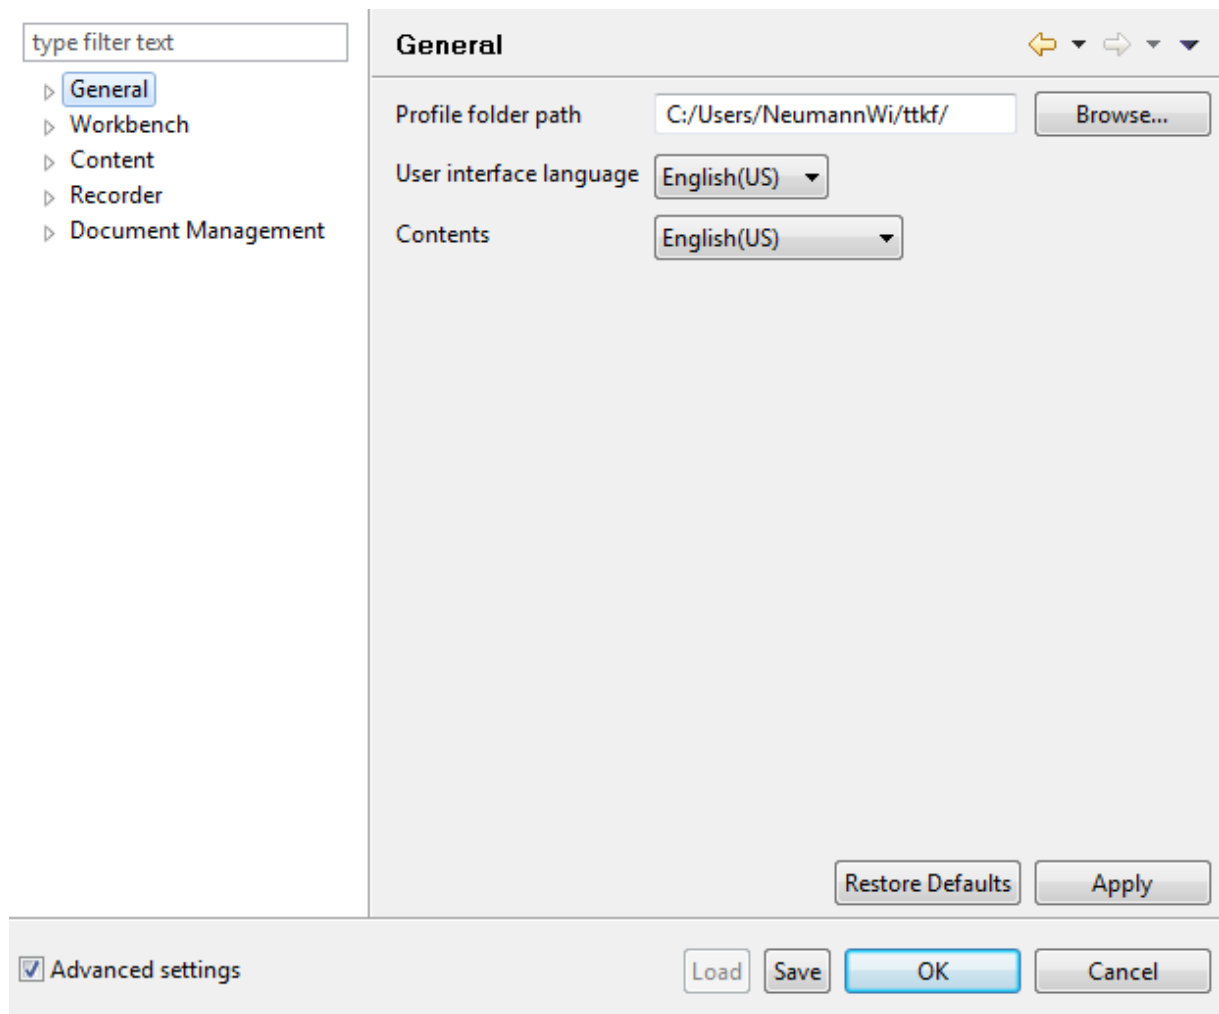 type filter text
General
Workbench
Content
Recorder
Document Management
General
Profile folder path C:/Users/NeumannWi/ttkf/ Browse...
User interface language English(US)
Contents English(US)
Restore Defaults Apply
Advanced settings Load Save OK Cancel